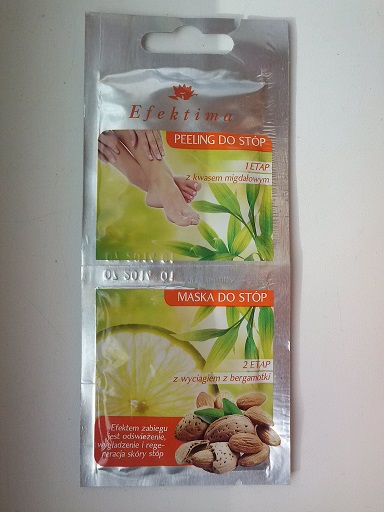 Efektima
PEELING DO STÓP
1 ETAP
z kwasem migdałowym
MASKA DO STÓP
2 ETAP
z wyciągiem z bergamotki
Efektem zabiegu
jest odświeżenie,
wygładzenie i rege-
neracja skóry stóp